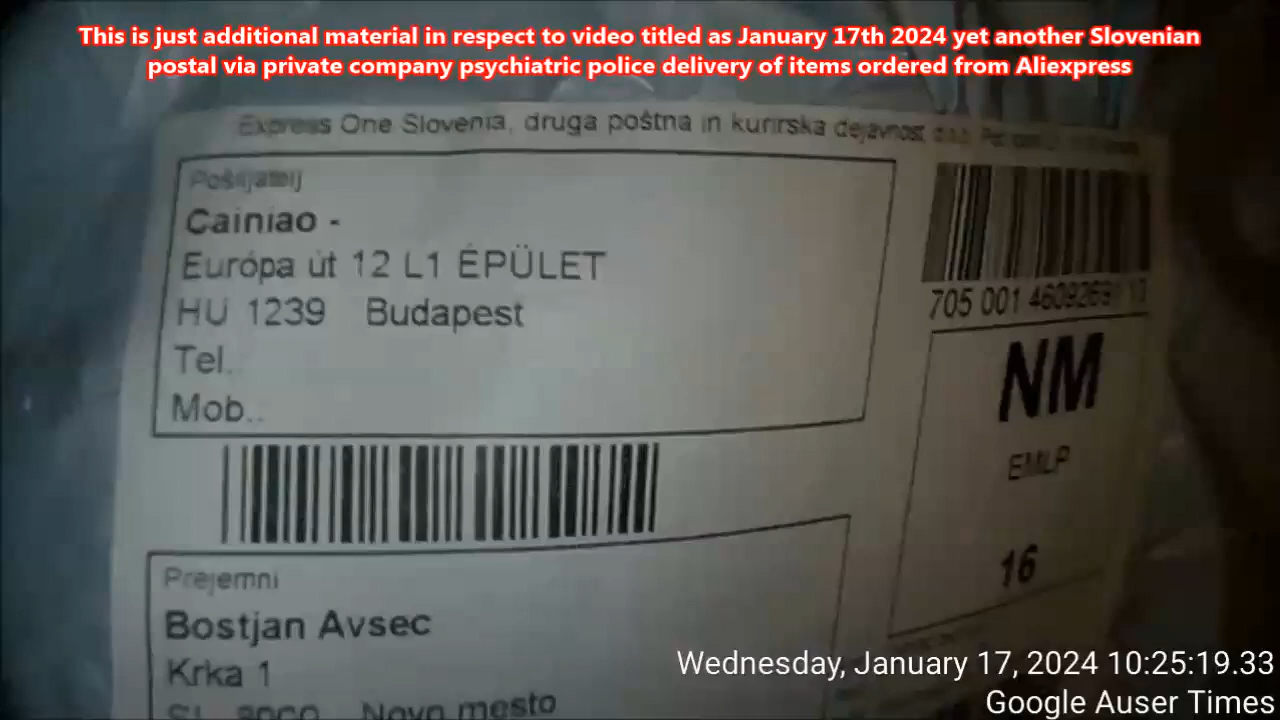 This is just additional material in respect to video titled as January 17th 2024 yet another Slovenian
postal via private company psychiatric police delivery of items ordered from Aliexpress
Express One Slovenia, druga poštna in kurirska dejavnost, d.o.o.
Pošiljatelj
Cainiao -
Európa út 12 L1 ÉPÜLET
HU 1239 Budapest
Tel.
Mob..
705 001
NM
EMLP
16
Prejemni
Bostjan Avsec
Krka 1
Novo mesto
Wednesday, January 17, 2024 10:25:19.33
Google Auser Times